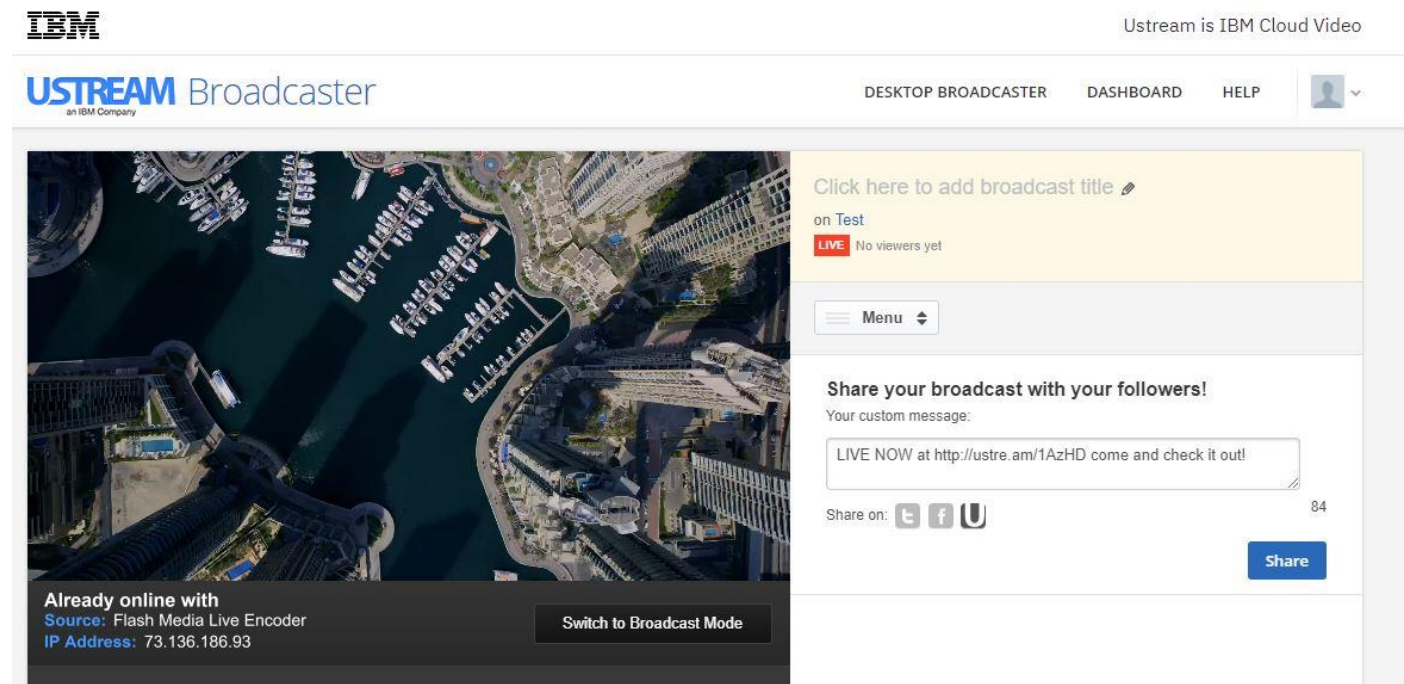 IBM
Ustream is IBM Cloud Video
USTREAM Broadcaster
an IBM Company
DESKTOP BROADCASTER
DASHBOARD
HELP
Click here to add broadcast title
on Test
LIVE No viewers yet
Menu
Share your broadcast with your followers!
Your custom message:
LIVE NOW at http://ustre.am/1AzHD come and check it out!
84
Share on:
Share
Already online with
Source: Flash Media Live Encoder
IP Address: 73.136.186.93
Switch to Broadcast Mode